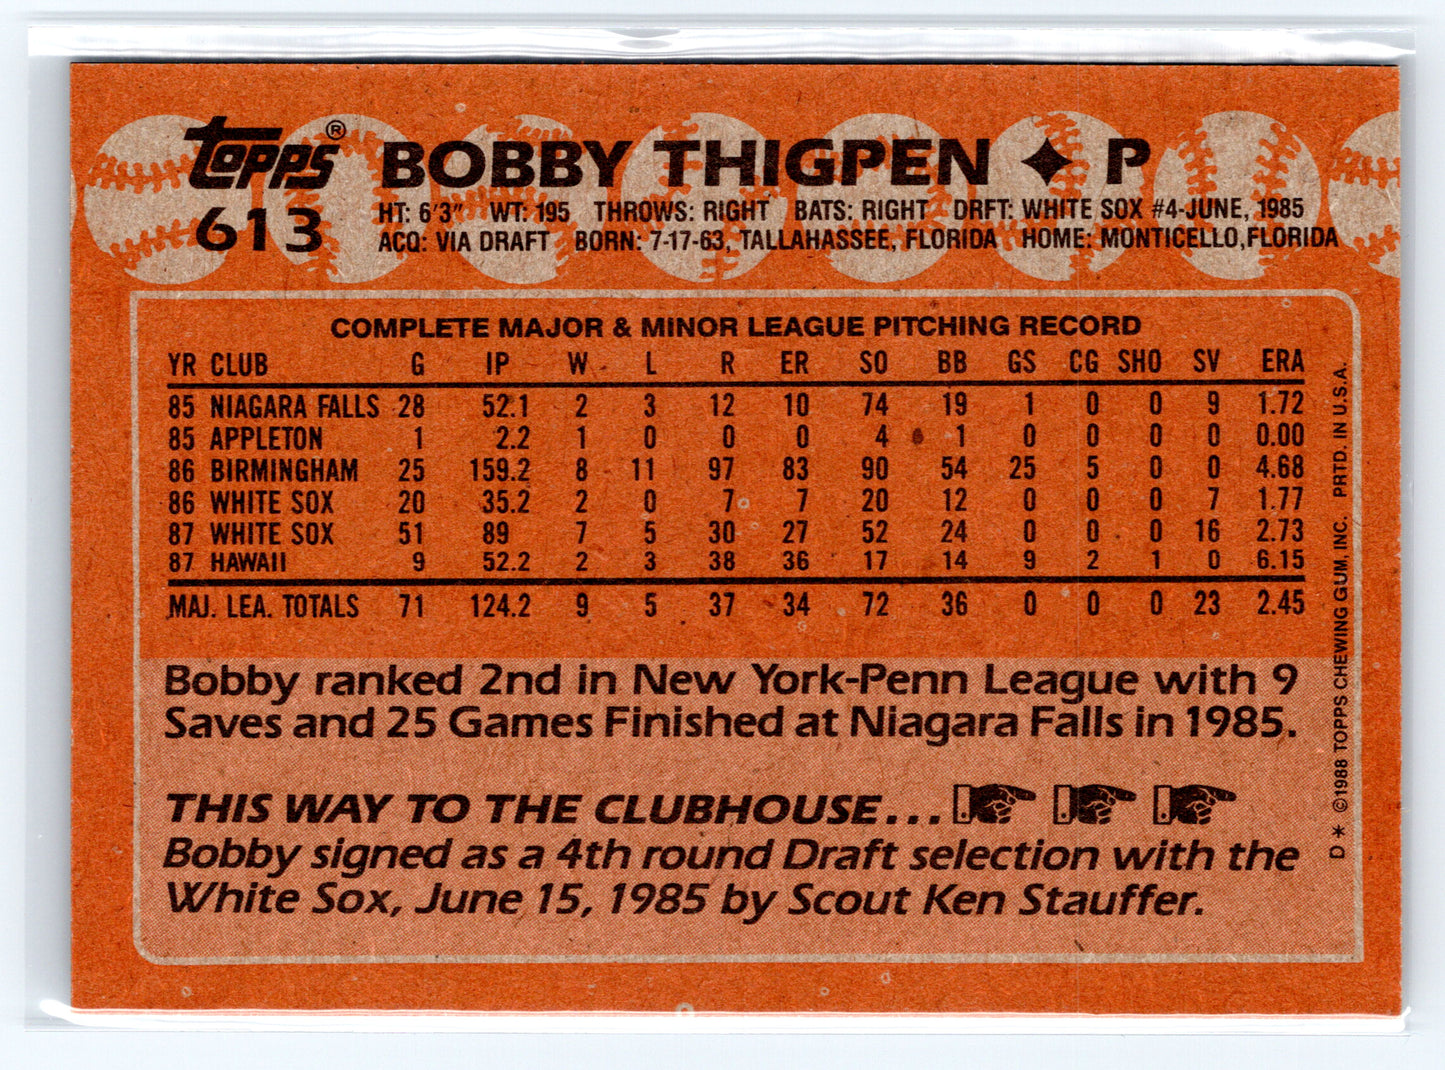 topps® BOBBY THIGPEN ✦ P
613
HT: 6'3" WT: 195 THROWS: RIGHT BATS: RIGHT DRFT: WHITE SOX #4-JUNE, 1985
ACQ: VIA DRAFT BORN: 7-17-63, TALLAHASSEE, FLORIDA HOME: MONTICELLO,FLORIDA
COMPLETE MAJOR & MINOR LEAGUE PITCHING RECORD
YR CLUB G IP W L R ER SO BB GS CG SHO SV ERA
85 NIAGARA FALLS 28 52.1 2 3 12 10 74 19 1 0 0 9 1.72
85 APPLETON 1 2.2 1 0 0 0 4 1 0 0 0 0 0.00
86 BIRMINGHAM 25 159.2 8 11 97 83 90 54 25 5 0 0 4.68
86 WHITE SOX 20 35.2 2 0 7 7 20 12 0 0 0 7 1.77
87 WHITE SOX 51 89 7 5 30 27 52 24 0 0 0 16 2.73
87 HAWAII 9 52.2 2 3 38 36 17 14 9 2 1 0 6.15
MAJ. LEA. TOTALS 71 124.2 9 5 37 34 72 36 0 0 0 23 2.45
Bobby ranked 2nd in New York-Penn League with 9
Saves and 25 Games Finished at Niagara Falls in 1985.
THIS WAY TO THE CLUBHOUSE...
Bobby signed as a 4th round Draft selection with the
White Sox, June 15, 1985 by Scout Ken Stauffer.
D* ©1988 TOPPS CHEWING GUM, INC. PRTD. IN U.S.A.